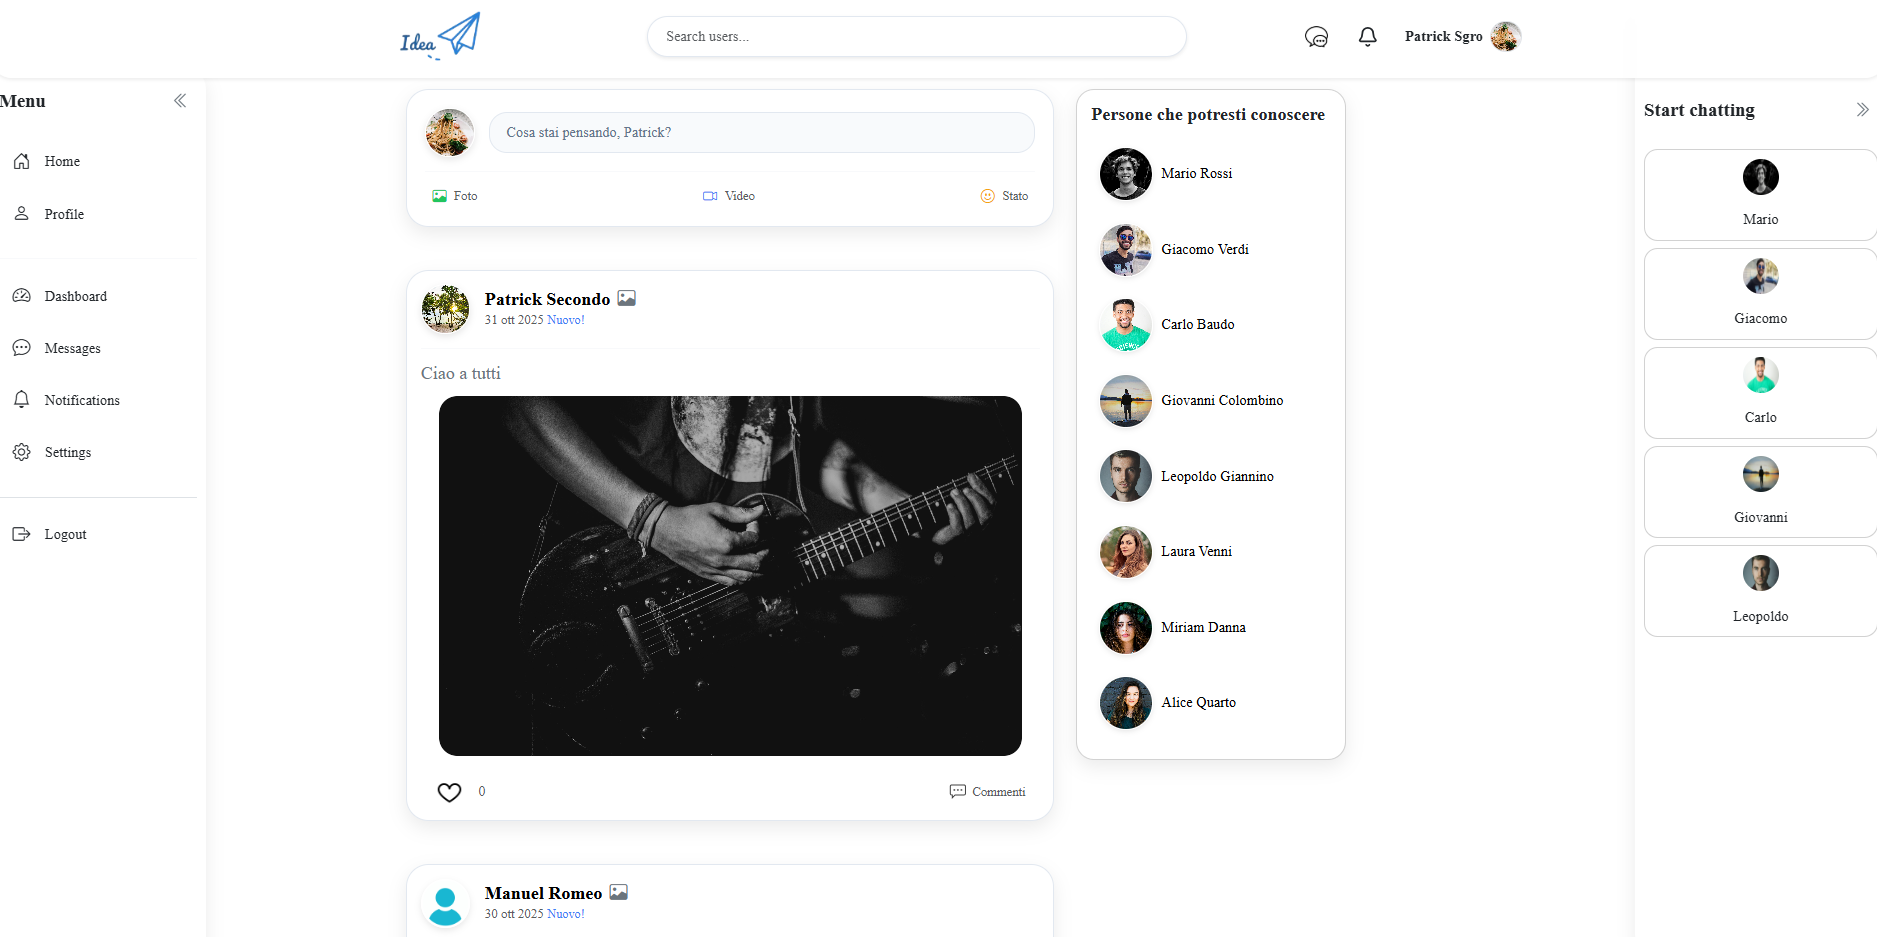 Idea
Search users...
Patrick Sgro
Menu
Home
Profile
Dashboard
Messages
Notifications
Settings
Logout
Cosa stai pensando, Patrick?
Foto
Video
Stato
Patrick Secondo
31 ott 2025 Nuovo!
Ciao a tutti
0
Commenti
Manuel Romeo
30 ott 2025 Nuovo!
Persone che potresti conoscere
Mario Rossi
Giacomo Verdi
Carlo Baudo
Giovanni Colombino
Leopoldo Giannino
Laura Venni
Miriam Danna
Alice Quarto
Start chatting
Mario
Giacomo
Carlo
Giovanni
Leopoldo